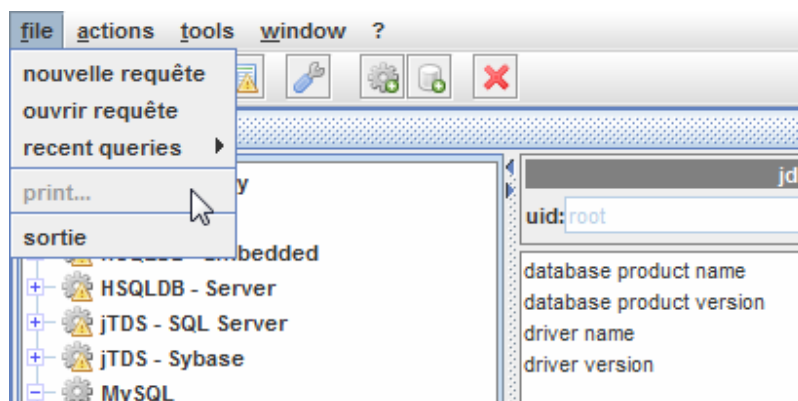 file actions tools window ?
nouvelle requête
ouvrir requête
recent queries
print...
sortie
HSQLDB - Server
jTDS - SQL Server
jTDS - Sybase
MySQL
uid: root
database product name
database product version
driver name
driver version